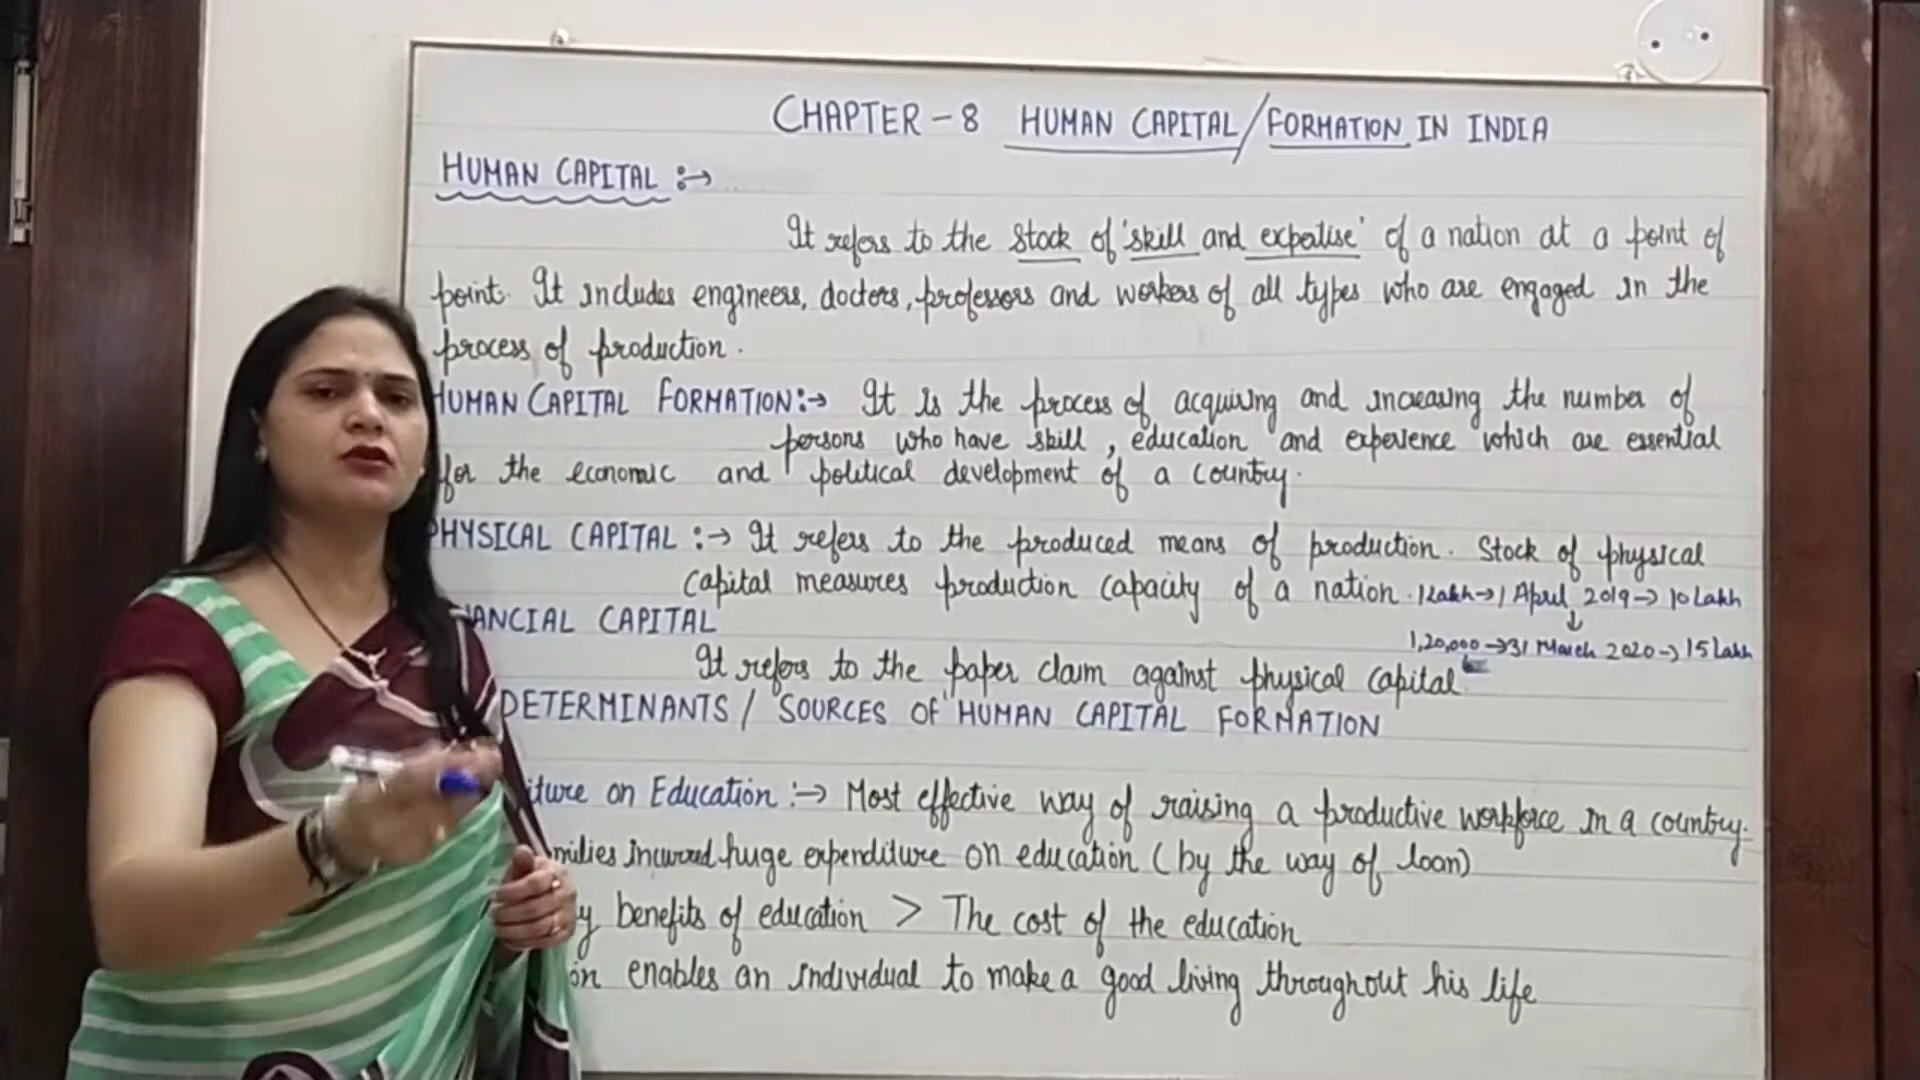 CHAPTER - 8 HUMAN CAPITAL/FORMATION IN INDIA
HUMAN CAPITAL :→
It refers to the stock of 'skill and expertise' of a nation at a point of
point. It includes engineers, doctors, professors and workers of all types who are engaged in the
process of production.
HUMAN CAPITAL FORMATION:→ It is the process of acquiring and increasing the number of
persons who have skill, education and experience which are essential
for the economic and political development of a country.
PHYSICAL CAPITAL :→ It refers to the produced means of production. Stock of physical
capital measures production capacity of a nation. 1 Lakh→1 April 2019→ 10 Lakh
↓
1,20,000→31 March 2020→15 Lakh
ANCIAL CAPITAL
It refers to the paper claim against physical capital
DETERMINANTS / SOURCES OF HUMAN CAPITAL FORMATION
iture on Education :→ Most effective way of raising a productive workforce in a country.
milies incurred huge expenditure on education (by the way of loan)
y benefits of education > The cost of the education
on enables an individual to make a good living throughout his life